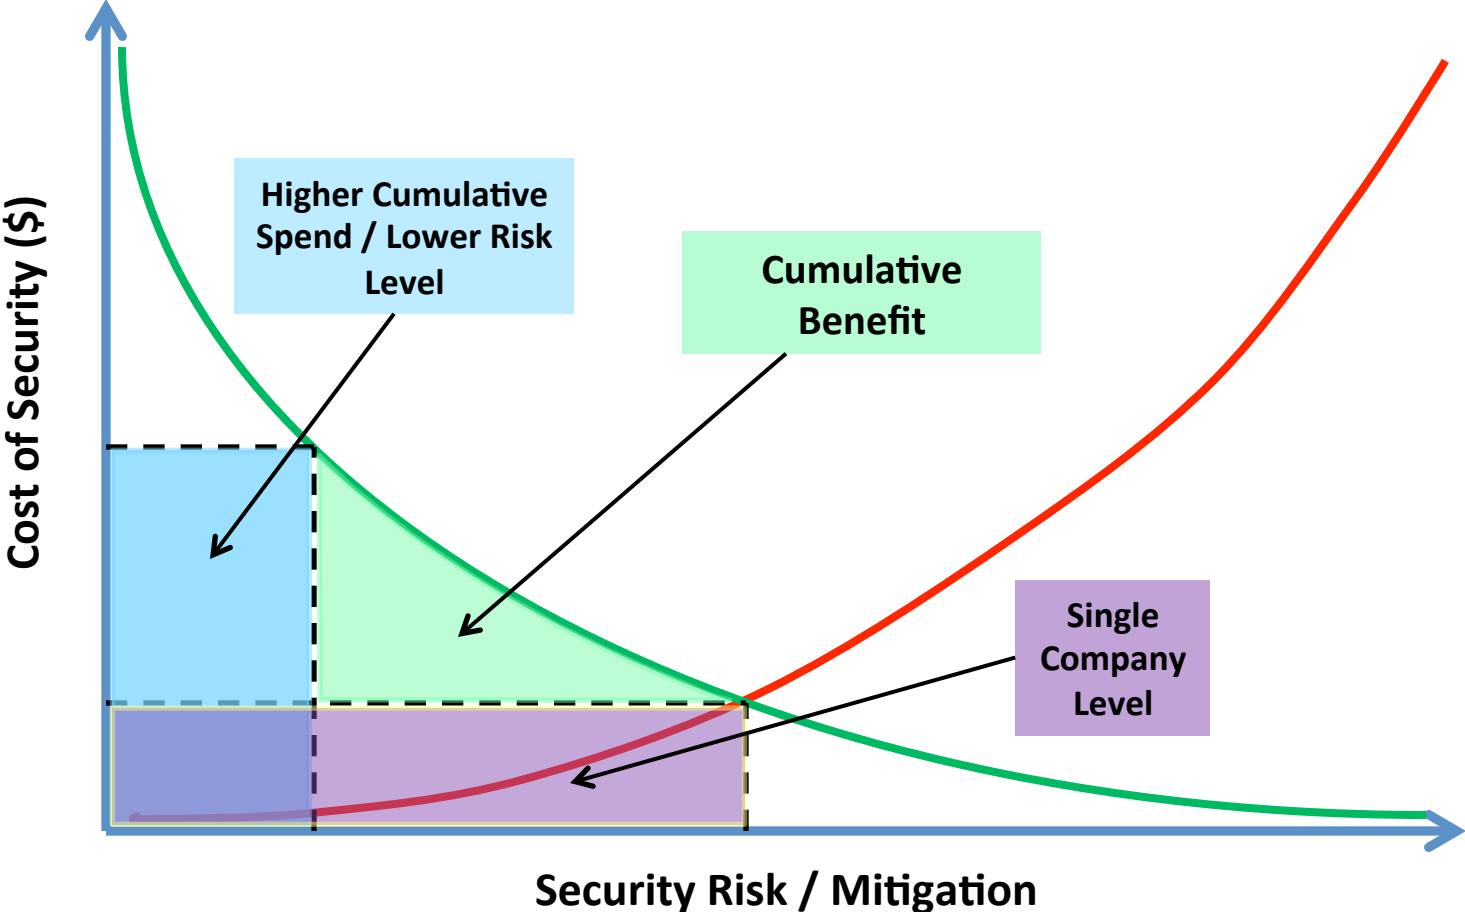 Cost of Security ($)
Higher Cumulative
Spend / Lower Risk
Level
Cumulative
Benefit
Single
Company
Level
Security Risk / Mitigation